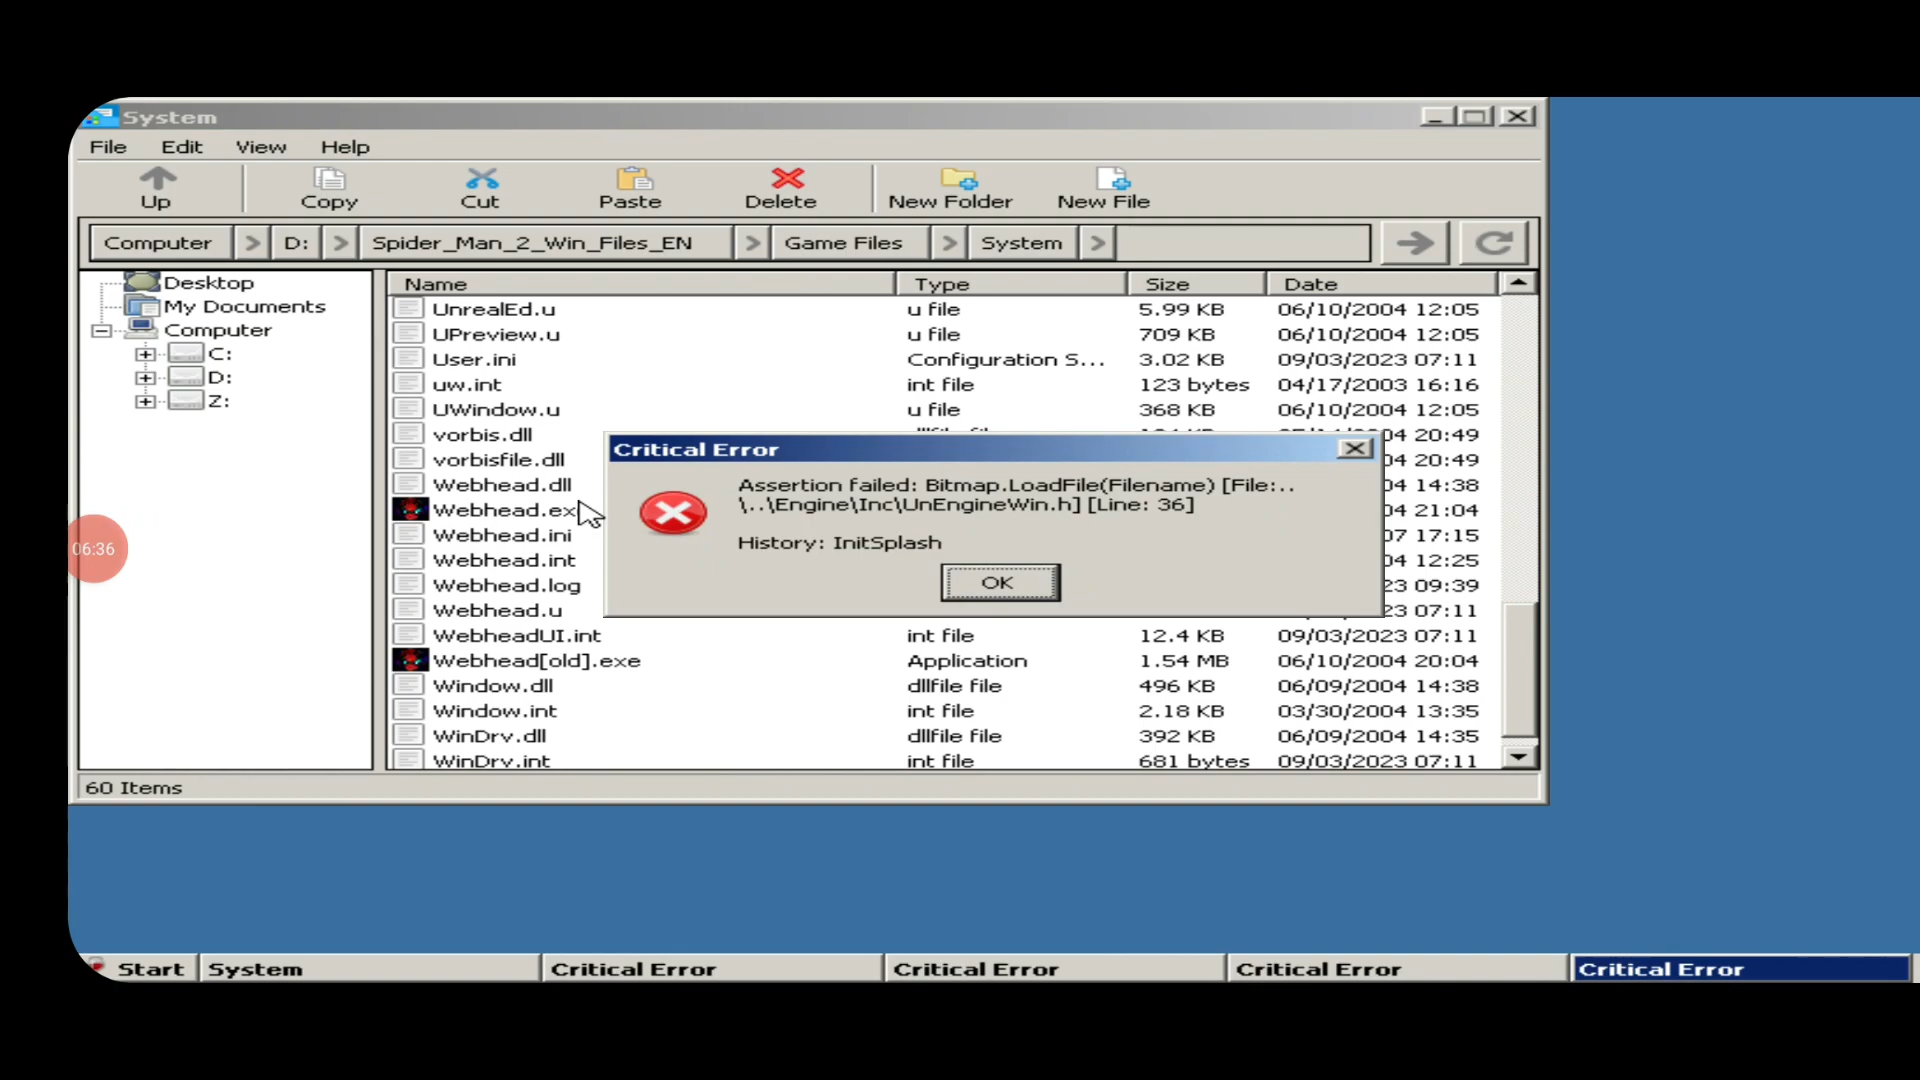 System
File Edit View Help
Up Copy Cut Paste Delete New Folder New File
Computer > D: > Spider_Man_2_Win_Files_EN > Game Files > System >
Desktop
My Documents
Computer
C:
D:
Z:
Name Type Size Date
UnrealEd.u u file 5.99 KB 06/10/2004 12:05
UPreview.u u file 709 KB 06/10/2004 12:05
User.ini Configuration S... 3.02 KB 09/03/2023 07:11
uw.int int file 123 bytes 04/17/2003 16:16
UWindow.u u file 368 KB 06/10/2004 12:05
vorbis.dll 04 20:49
vorbisfile.dll 04 20:49
Webhead.dll 04 14:38
Webhead.ex 04 21:04
Webhead.ini 07 17:15
Webhead.int 04 12:25
Webhead.log 23 09:39
Webhead.u 23 07:11
WebheadUI.int int file 12.4 KB 09/03/2023 07:11
Webhead[old].exe Application 1.54 MB 06/10/2004 20:04
Window.dll dllfile file 496 KB 06/09/2004 14:38
Window.int int file 2.18 KB 03/30/2004 13:35
WinDrv.dll dllfile file 392 KB 06/09/2004 14:35
WinDrv.int int file 681 bytes 09/03/2023 07:11
60 Items
Critical Error
Assertion failed: Bitmap.LoadFile(Filename) [File:..
\..\Engine\Inc\UnEngineWin.h] [Line: 36]
History: InitSplash
OK
06:36
Start System Critical Error Critical Error Critical Error Critical Error